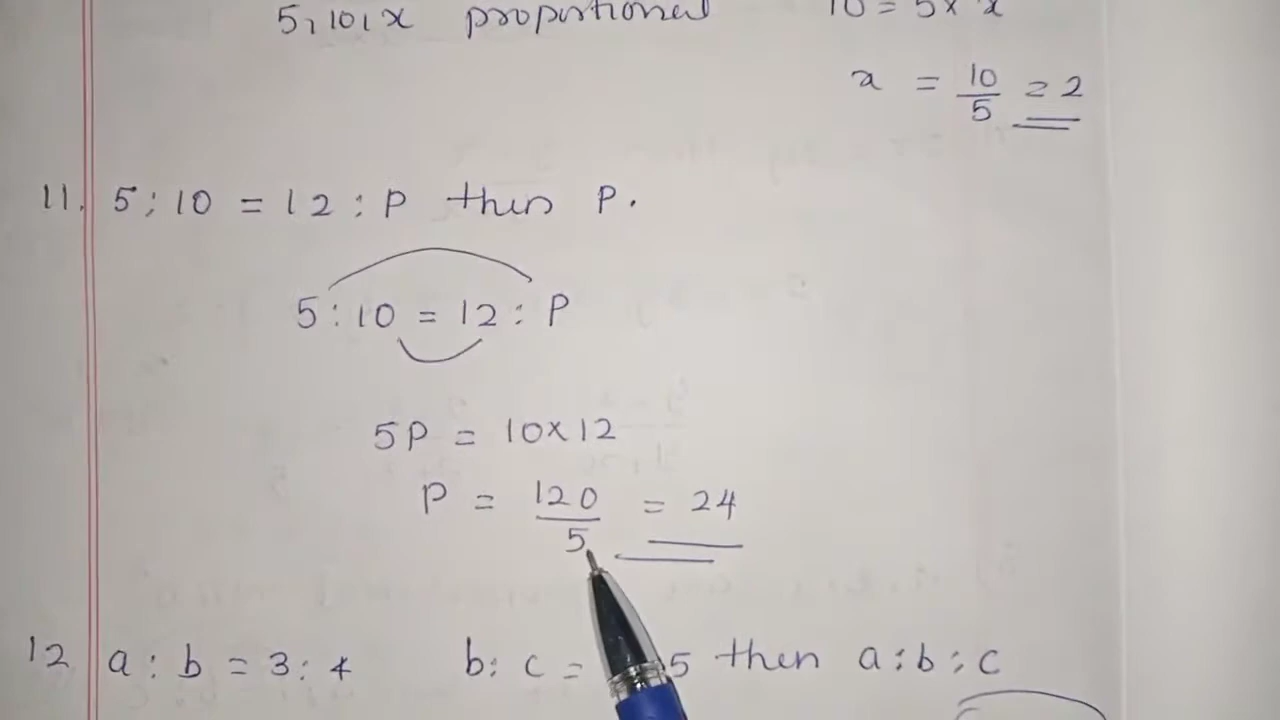 5, 10, x proportional 10 = 5 × x
x = 10/5 = 2
11. 5 : 10 = 12 : P then P.
5 : 10 = 12 : P
5P = 10 × 12
P = 120/5 = 24
12 a : b = 3 : 4 b : c = 5 then a : b : c